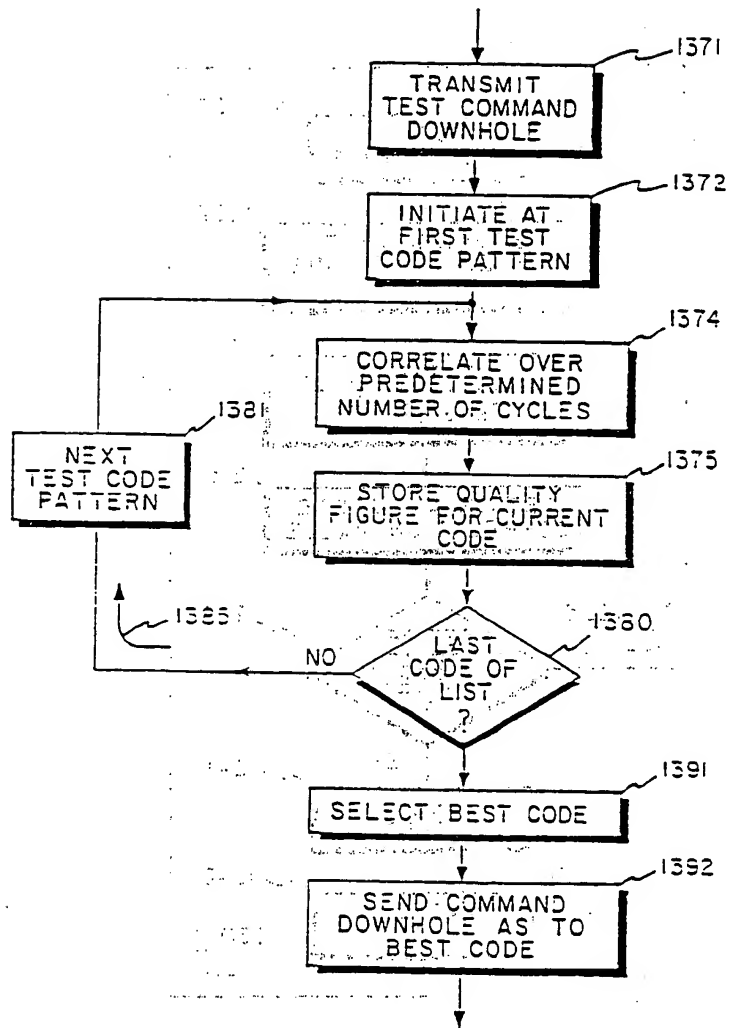 1371
TRANSMIT
TEST COMMAND
DOWNHOLE
1372
INITIATE AT
FIRST TEST
CODE PATTERN
1374
CORRELATE OVER
PREDETERMINED
NUMBER OF CYCLES
1381
NEXT
TEST CODE
PATTERN
1375
STORE QUALITY
FIGURE FOR CURRENT
CODE
1385
1380
NO
LAST
CODE OF
LIST
?
1391
SELECT BEST CODE
1392
SEND COMMAND
DOWNHOLE AS TO
BEST CODE